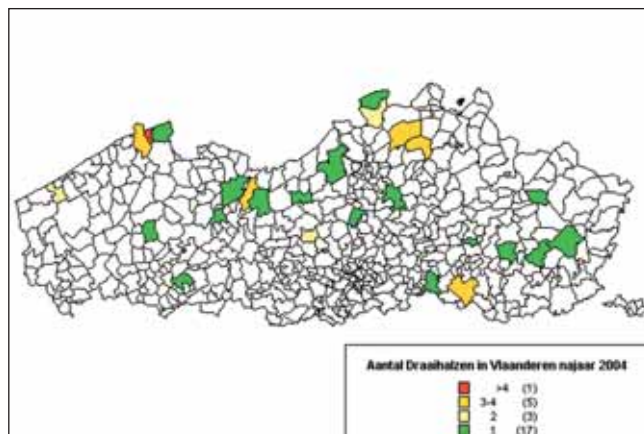 Aantal Draaihalzen in Vlaanderen najaar 2004
>4 (1)
3-4 (5)
2 (3)
1 (17)